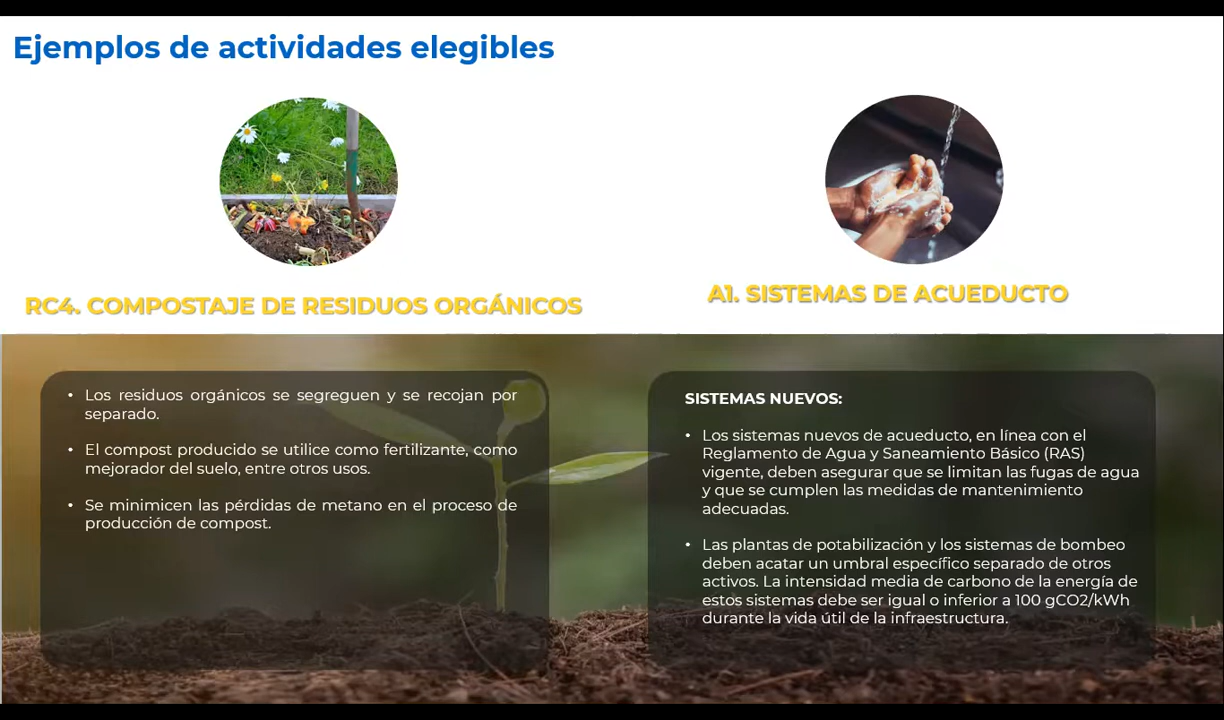 Ejemplos de actividades elegibles
RC4. COMPOSTAJE DE RESIDUOS ORGÁNICOS
• Los residuos orgánicos se segreguen y se recojan por
separado.
• El compost producido se utilice como fertilizante, como
mejorador del suelo, entre otros usos.
• Se minimicen las pérdidas de metano en el proceso de
producción de compost.
A1. SISTEMAS DE ACUEDUCTO
SISTEMAS NUEVOS:
• Los sistemas nuevos de acueducto, en línea con el
Reglamento de Agua y Saneamiento Básico (RAS)
vigente, deben asegurar que se limitan las fugas de agua
y que se cumplen las medidas de mantenimiento
adecuadas.
• Las plantas de potabilización y los sistemas de bombeo
deben acatar un umbral específico separado de otros
activos. La intensidad media de carbono de la energía de
estos sistemas debe ser igual o inferior a 100 gCO2/kWh
durante la vida útil de la infraestructura.